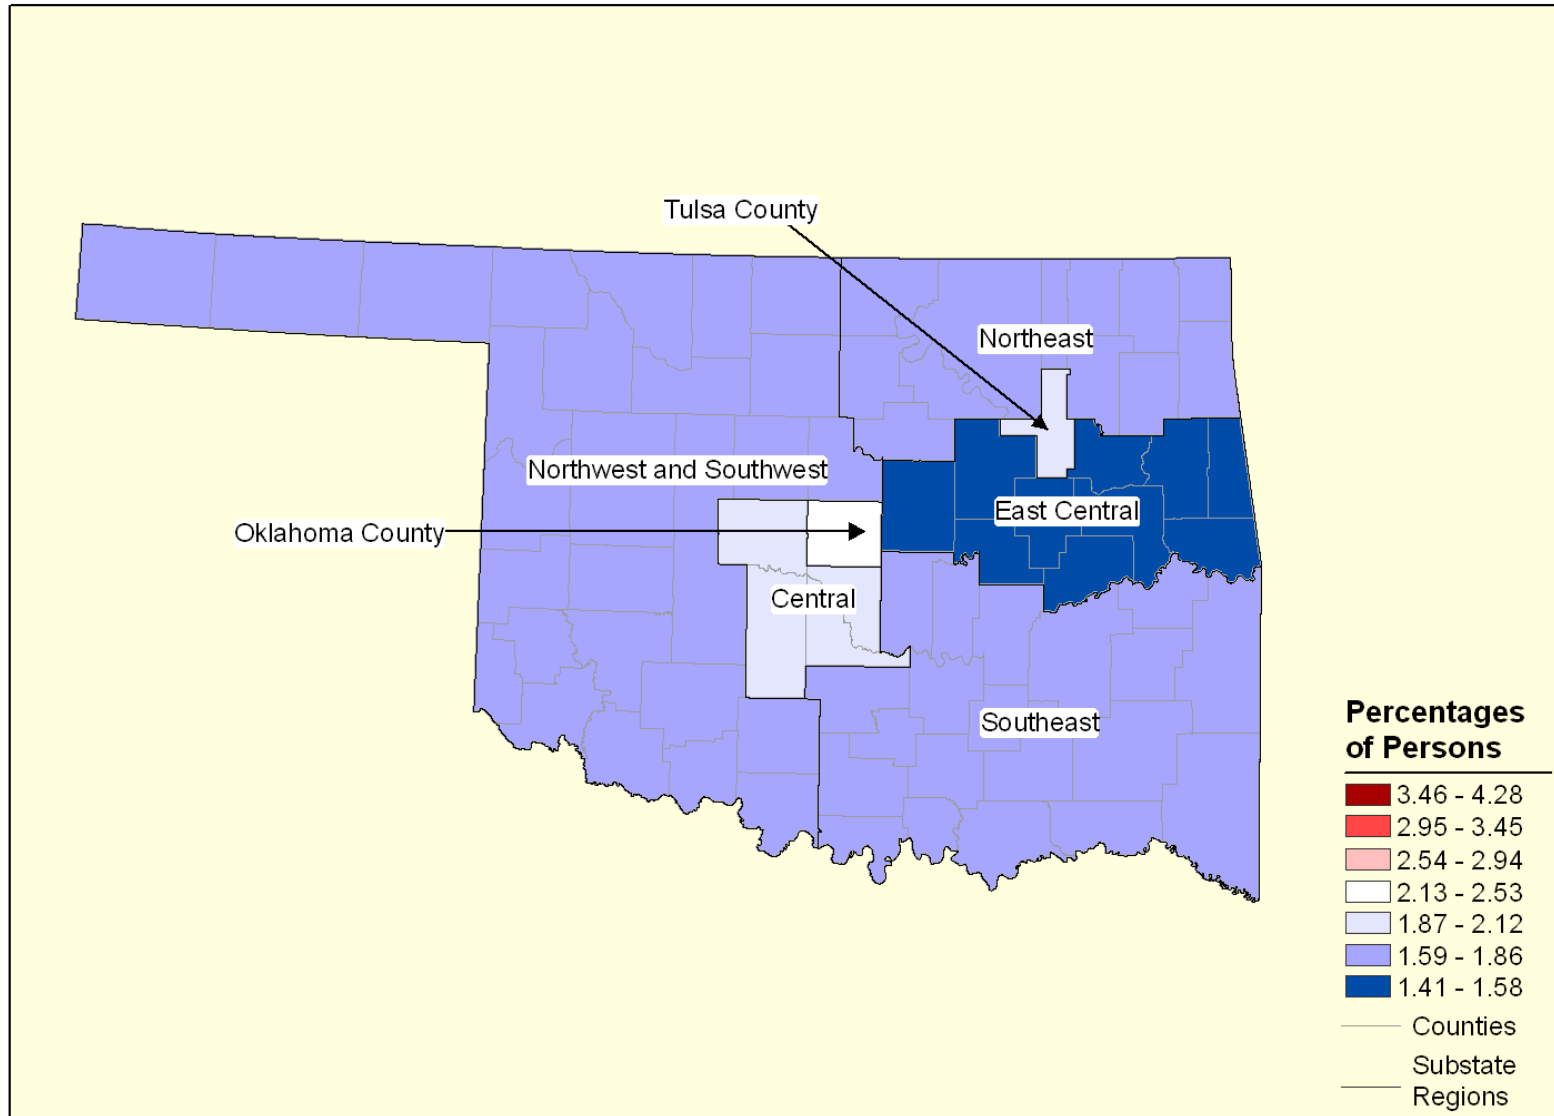 Tulsa County
Northeast
Northwest and Southwest
East Central
Oklahoma County
Central
Southeast
Percentages
of Persons
3.46 - 4.28
2.95 - 3.45
2.54 - 2.94
2.13 - 2.53
1.87 - 2.12
1.59 - 1.86
1.41 - 1.58
Counties
Substate
Regions